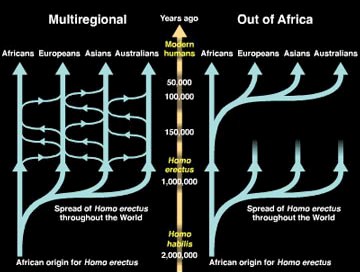 Multiregional
Years ago
Out of Africa
Africans Europeans Asians Australians
Modern
humans
Africans Europeans Asians Australians
50,000
100,000
150,000
Homo
erectus
1,000,000
Spread of Homo erectus
throughout the World
Spread of Homo erectus
throughout the World
Homo
habilis
2,000,000
African origin for Homo erectus
African origin for Homo erectus